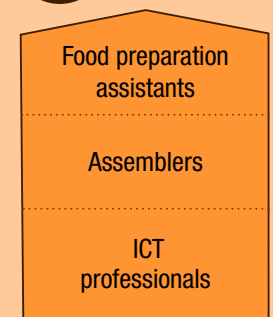 Food preparation
assistants
Assemblers
ICT
professionals